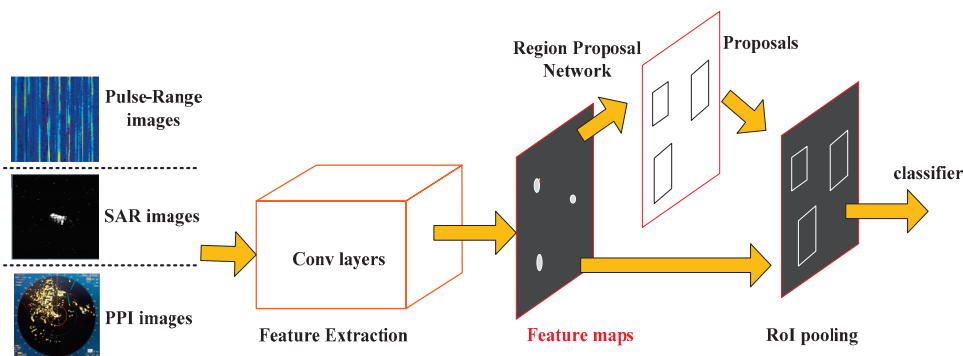 Pulse-Range
images
SAR images
PPI images
Conv layers
Feature Extraction
Region Proposal
Network
Proposals
Feature maps
RoI pooling
classifier